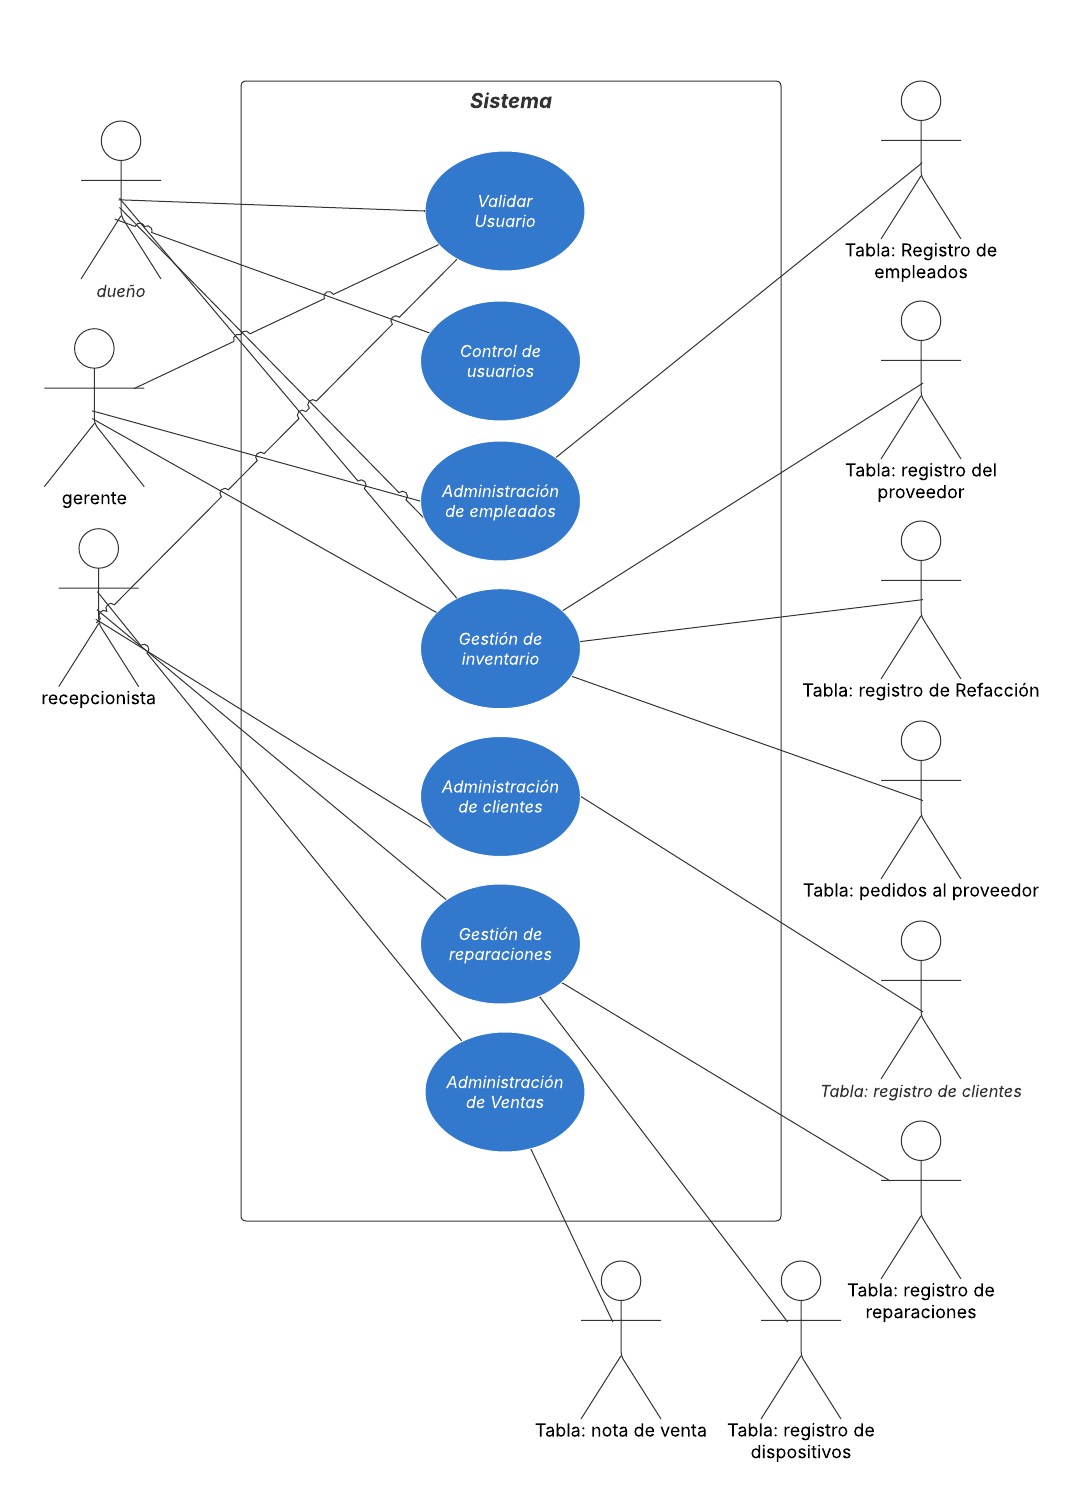 Sistema
dueño
gerente
recepcionista
Validar
Usuario
Control de
usuarios
Administración
de empleados
Gestión de
inventario
Administración
de clientes
Gestión de
reparaciones
Administración
de Ventas
Tabla: Registro de
empleados
Tabla: registro del
proveedor
Tabla: registro de Refacción
Tabla: pedidos al proveedor
Tabla: registro de clientes
Tabla: registro de
reparaciones
Tabla: nota de venta
Tabla: registro de
dispositivos